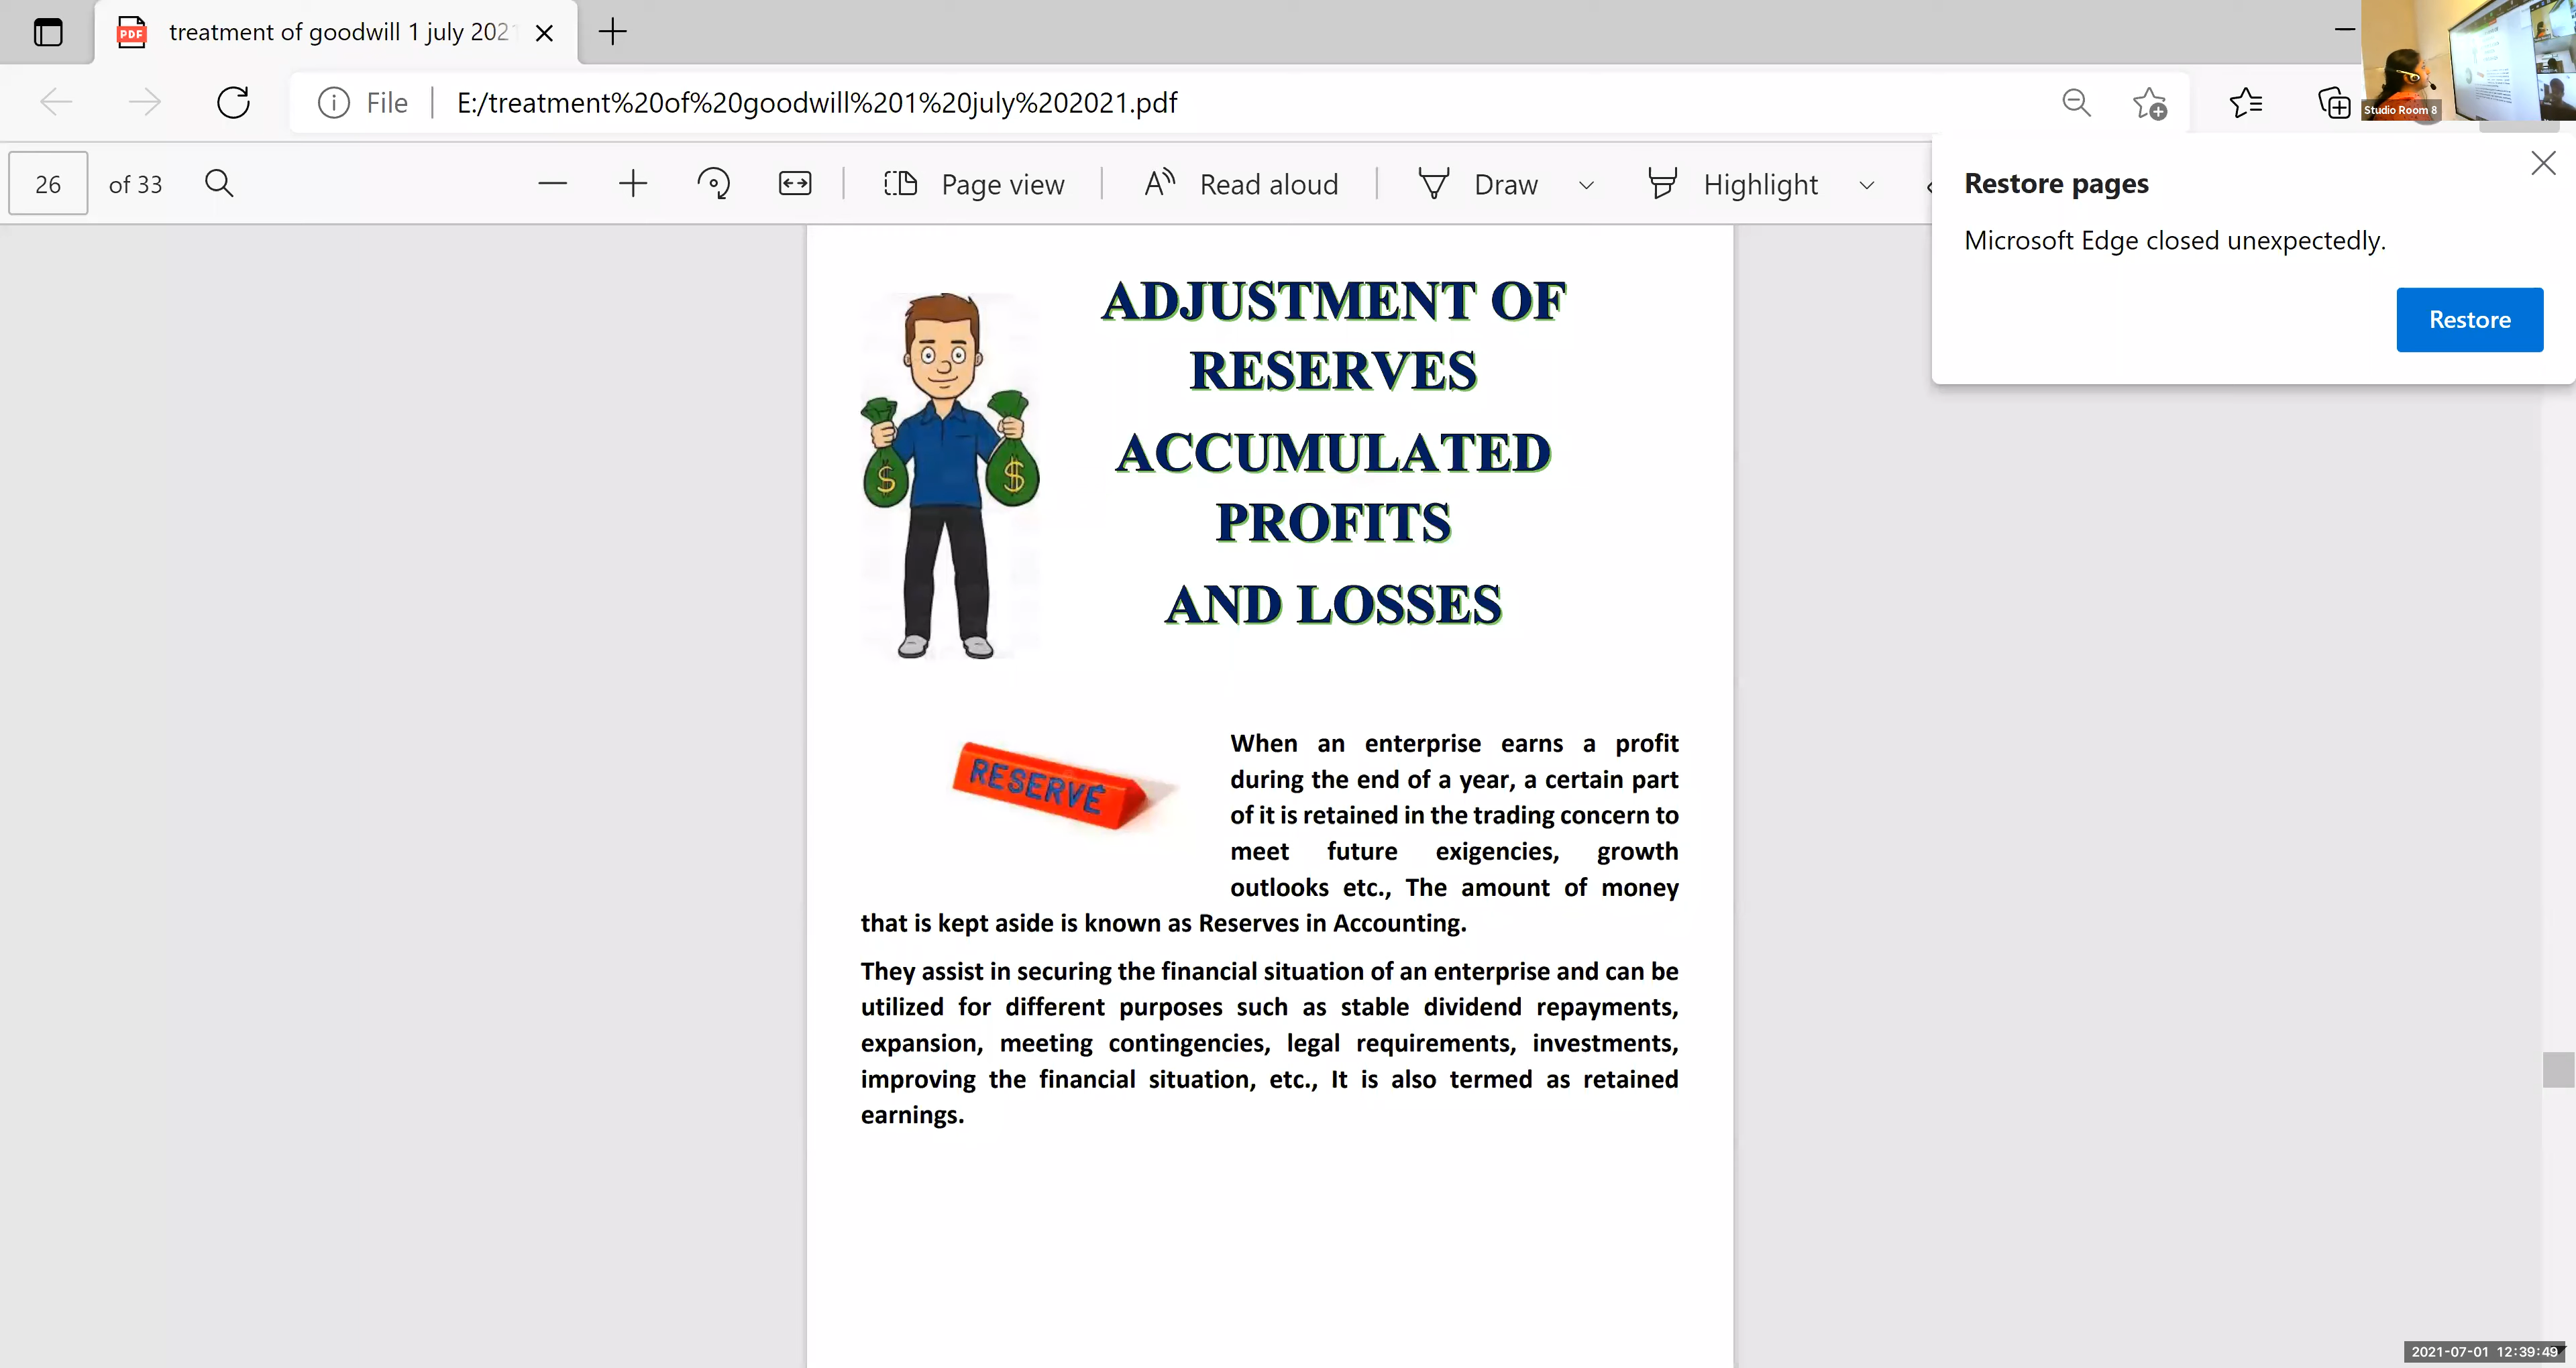 treatment of goodwill 1 july 202
Studio Room 8
File
E:/treatment%20of%20goodwill%201%20july%202021.pdf
26
of 33
Page view
Read aloud
Draw
Highlight
Restore pages
Microsoft Edge closed unexpectedly.
Restore
ADJUSTMENT OF
RESERVES
ACCUMULATED
PROFITS
AND LOSSES
$
$
RESERVE
When an enterprise earns a profit
during the end of a year, a certain part
of it is retained in the trading concern to
meet future exigencies, growth
outlooks etc., The amount of money
that is kept aside is known as Reserves in Accounting.
They assist in securing the financial situation of an enterprise and can be
utilized for different purposes such as stable dividend repayments,
expansion, meeting contingencies, legal requirements, investments,
improving the financial situation, etc., It is also termed as retained
earnings.
2021-07-01 12:39:49